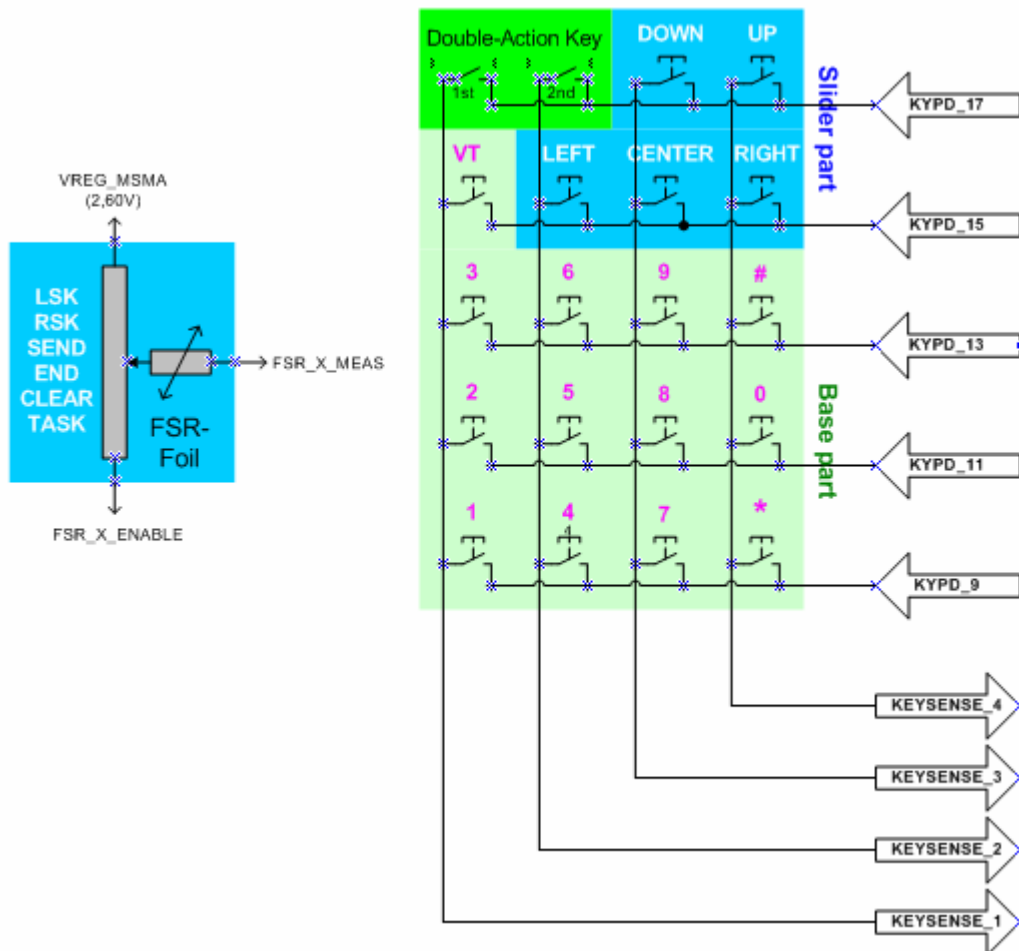 Double-Action Key
1st
2nd
DOWN
UP
KYPD_17
Slider part
VT
LEFT
CENTER
RIGHT
KYPD_15
VREG_MSMA
(2,60V)
LSK
RSK
SEND
END
CLEAR
TASK
FSR-
Foil
FSR_X_MEAS
FSR_X_ENABLE
3
6
9
#
KYPD_13
2
5
8
0
KYPD_11
Base part
1
4
4
7
*
KYPD_9
KEYSENSE_4
KEYSENSE_3
KEYSENSE_2
KEYSENSE_1